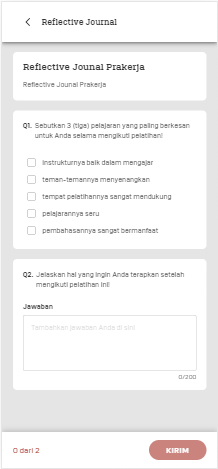 Reflective Journal
Reflective Jounal Prakerja
Reflective Jounal Prakerja
Q1. Sebutkan 3 (tiga) pelajaran yang paling berkesan
untuk Anda selama mengikuti pelatihan!
Instrukturnya baik dalam mengajar
teman-temannya menyenangkan
tempat pelatihannya sangat mendukung
pelajarannya seru
pembahasannya sangat bermanfaat
Q2. Jelaskan hal yang ingin Anda terapkan setelah
mengikuti pelatihan ini!
Jawaban
Tambahkan jawaban Anda di sini
0/200
0 dari 2
KIRIM